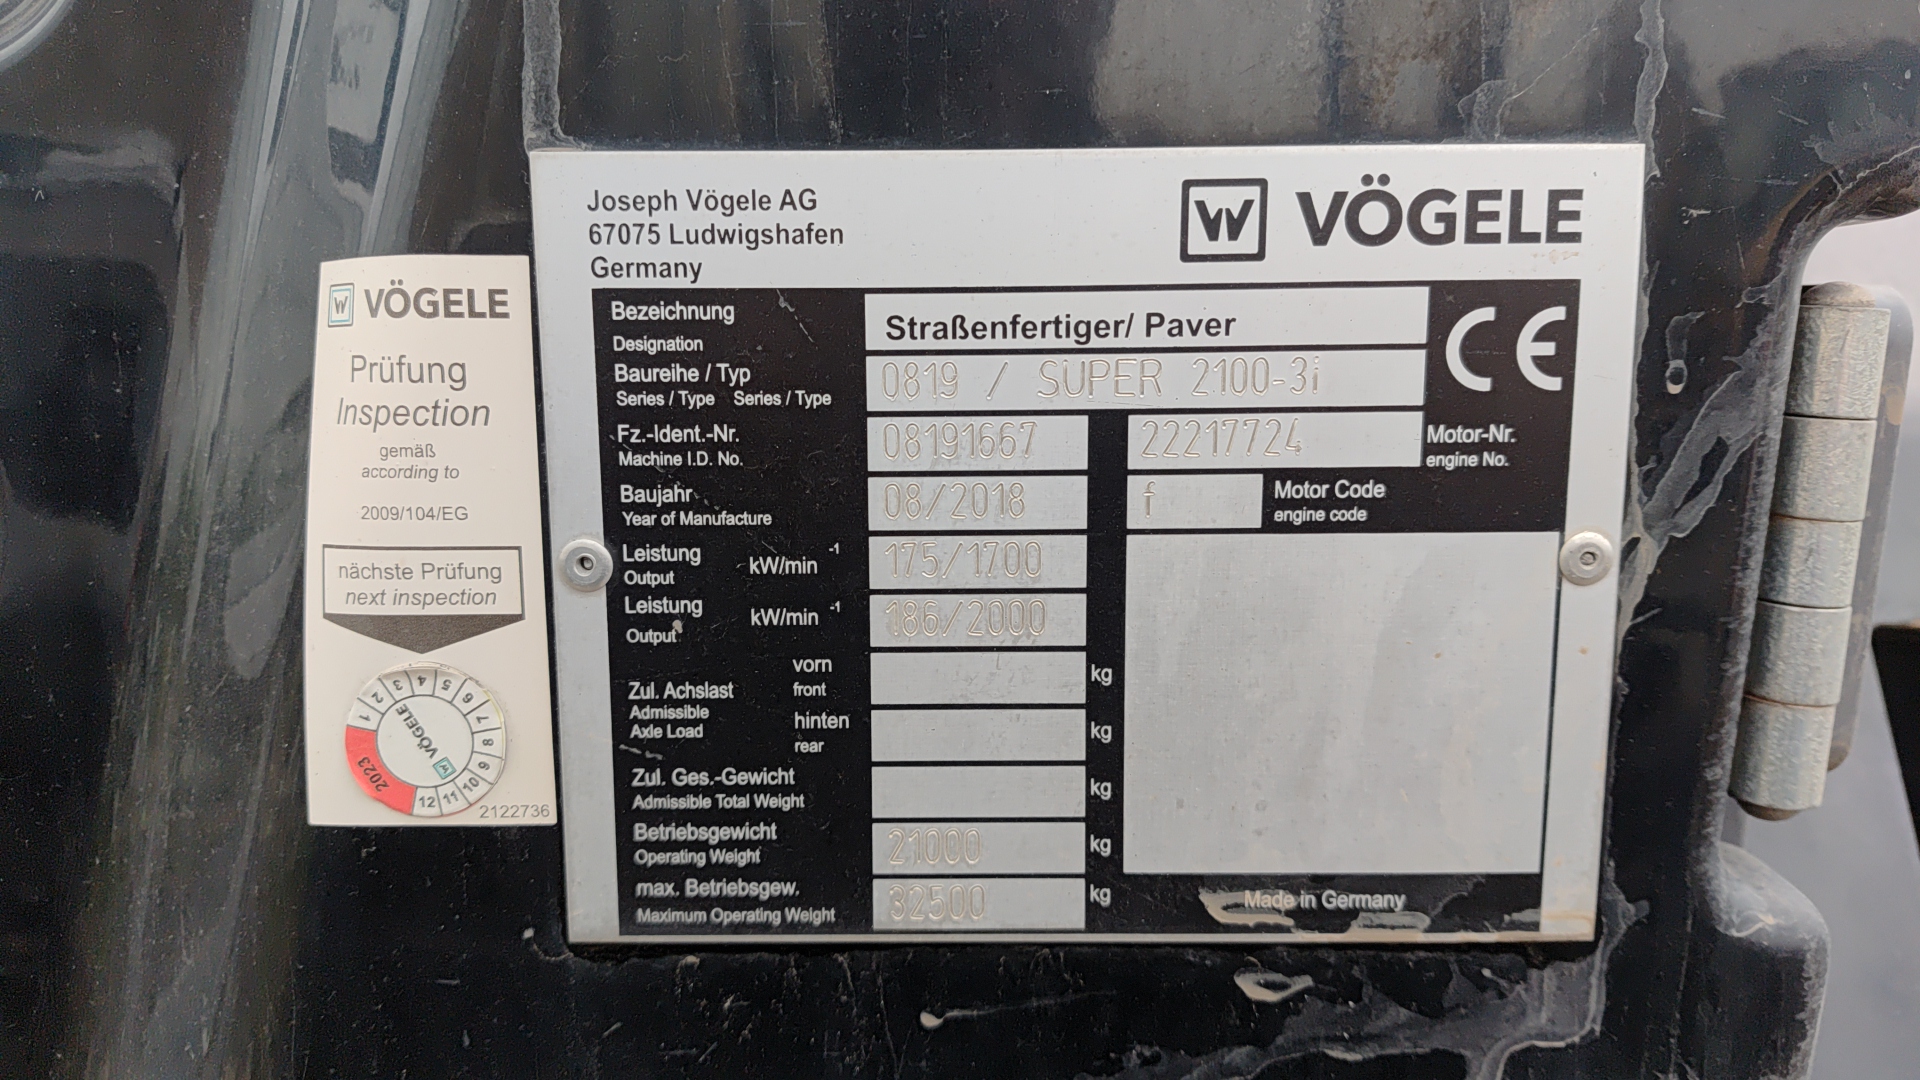 VÖGELE
Prüfung
Inspection
gemäß
according to
2009/104/EG
nächste Prüfung
next inspection
1 2 3 4 5 6 7 8 9 10 11 12
VÖGELE
2023
2122736
Joseph Vögele AG
67075 Ludwigshafen
Germany
VÖGELE
Bezeichnung
Designation
Straßenfertiger/ Paver
CE
Baureihe / Typ
Series / Type Series / Type
0819 / SUPER 2100-3i
Fz.-Ident.-Nr.
Machine I.D. No.
08191667
22217724
Motor-Nr.
engine No.
Baujahr
Year of Manufacture
08/2018
f
Motor Code
engine code
Leistung
Output
kW/min -1
175/1700
Leistung
Output
kW/min -1
186/2000
Zul. Achslast
Admissible
Axle Load
vorn
front
kg
hinten
rear
kg
Zul. Ges.-Gewicht
Admissible Total Weight
kg
Betriebsgewicht
Operating Weight
21000
kg
max. Betriebsgew.
Maximum Operating Weight
32500
kg
Made in Germany